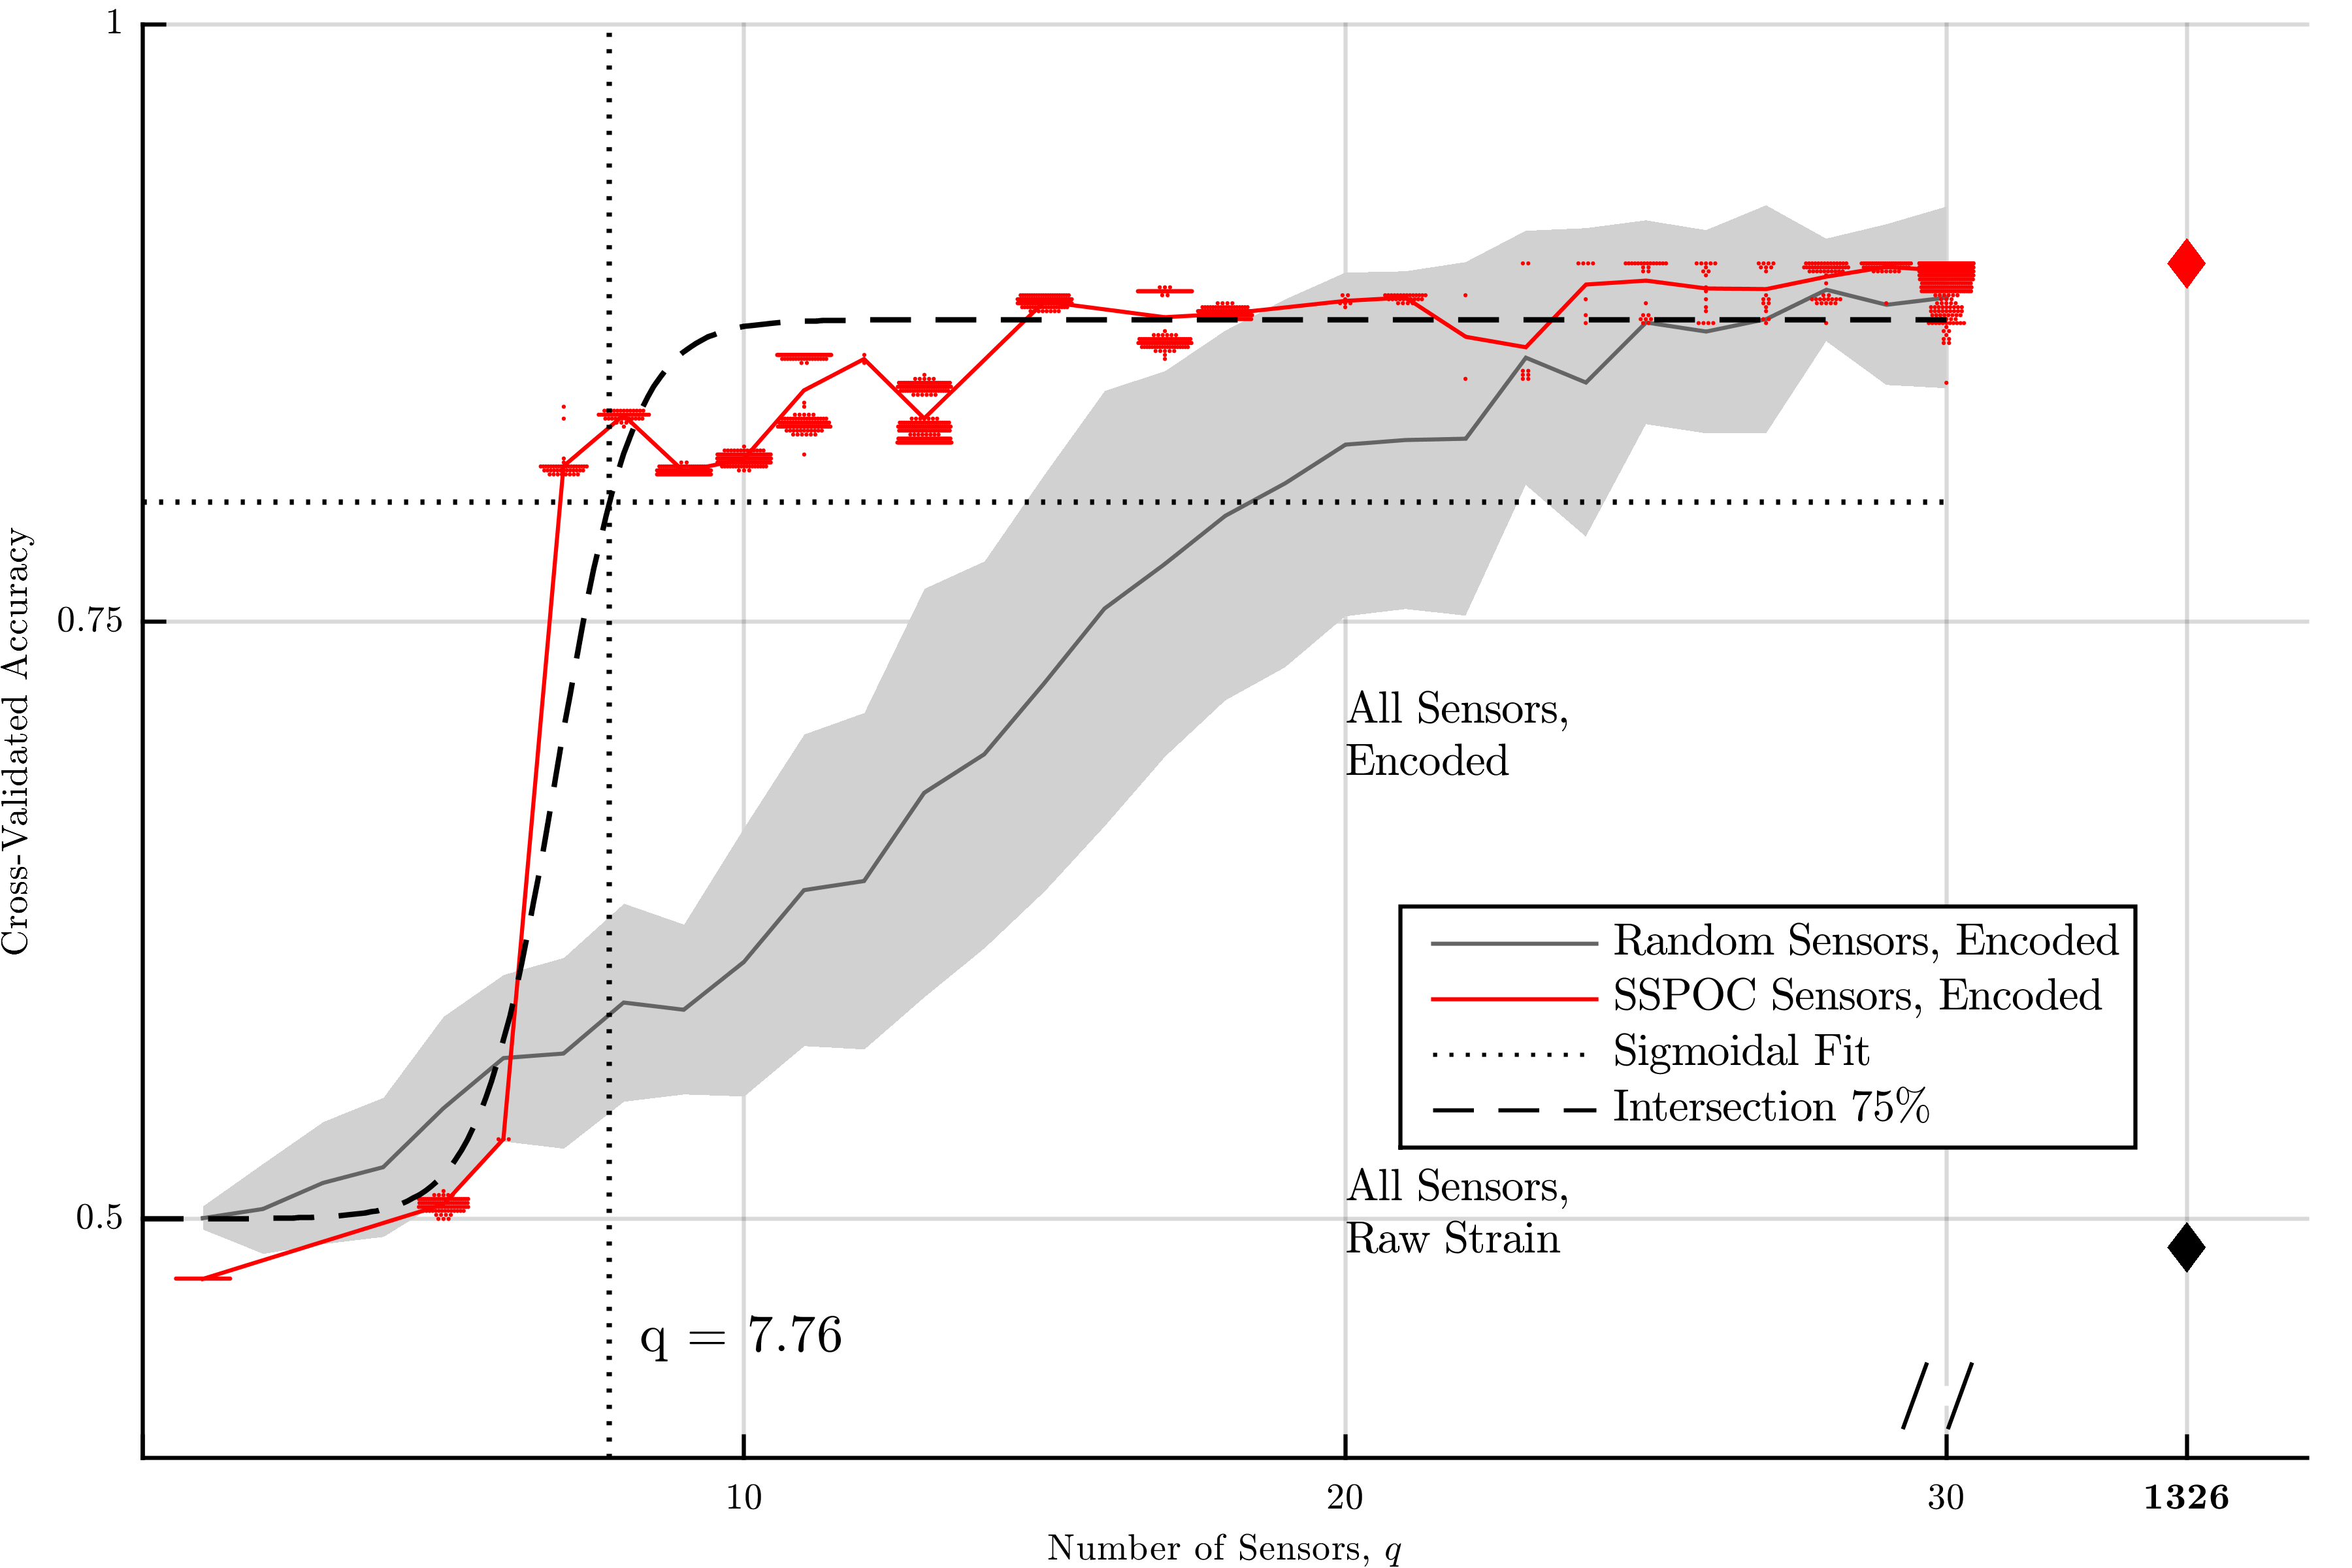 1
0.75
0.5
Cross-Validated Accuracy
All Sensors,
Encoded
Random Sensors, Encoded
SSPOC Sensors, Encoded
Sigmoidal Fit
Intersection 75%
All Sensors,
Raw Strain
q = 7.76
10
20
30
1326
Number of Sensors, q